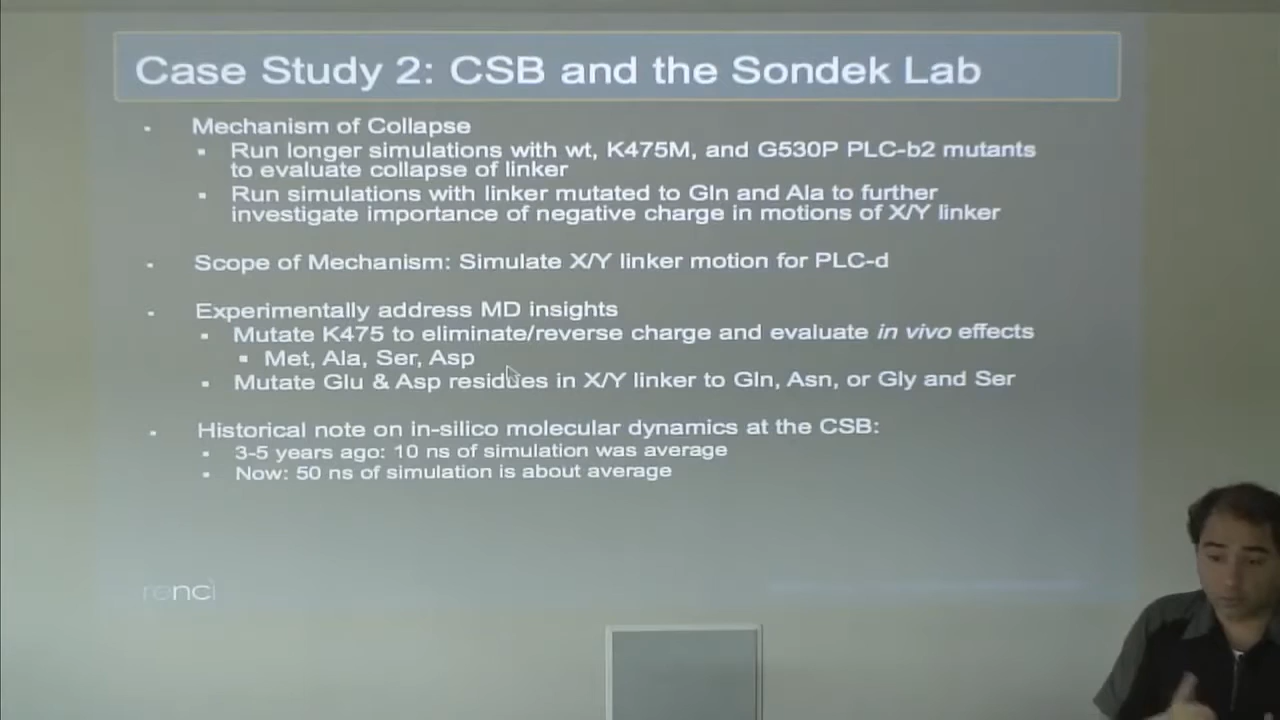 Case Study 2: CSB and the Sondek Lab
Mechanism of Collapse
Run longer simulations with wt, K475M, and G530P PLC-b2 mutants
to evaluate collapse of linker
Run simulations with linker mutated to Gln and Ala to further
investigate importance of negative charge in motions of X/Y linker
Scope of Mechanism: Simulate X/Y linker motion for PLC-d
Experimentally address MD insights
Mutate K475 to eliminate/reverse charge and evaluate in vivo effects
Met, Ala, Ser, Asp
Mutate Glu & Asp residues in X/Y linker to Gln, Asn, or Gly and Ser
Historical note on in-silico molecular dynamics at the CSB:
3-5 years ago: 10 ns of simulation was average
Now: 50 ns of simulation is about average
renci